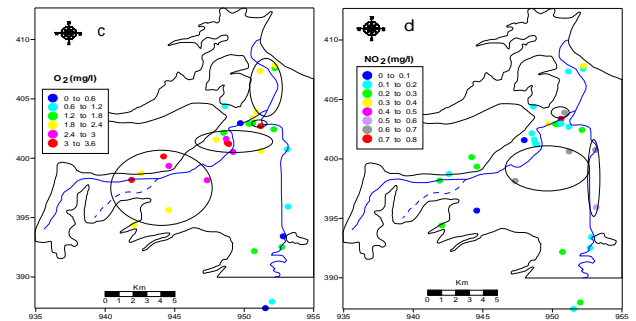 c
O2 (mg/l)
0 to 0.6
0.6 to 1.2
1.2 to 1.8
1.8 to 2.4
2.4 to 3
3 to 3.6
410
405
400
395
390
Km
0 1 2 3 4 5
935 940 945 950 955
d
NO2 (mg/l)
0 to 0.1
0.1 to 0.2
0.2 to 0.3
0.3 to 0.4
0.4 to 0.5
0.5 to 0.6
0.6 to 0.7
0.7 to 0.8
410
405
400
395
390
Km
0 1 2 3 4 5
935 940 945 950 955